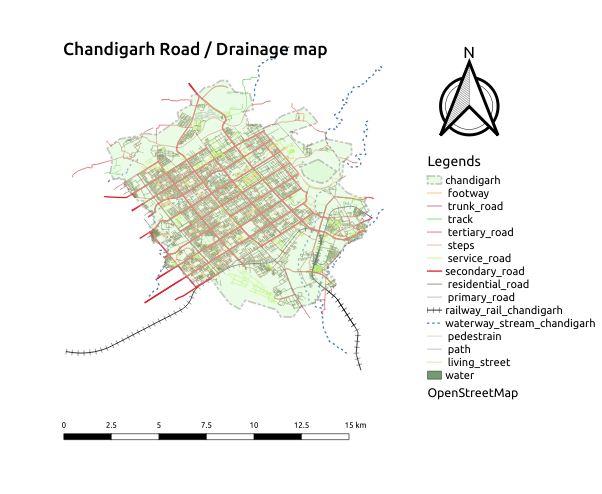 Chandigarh Road / Drainage map
N
Legends
chandigarh
footway
trunk_road
track
tertiary_road
steps
service_road
secondary_road
residential_road
primary_road
railway_rail_chandigarh
waterway_stream_chandigarh
pedestrain
path
living_street
water
OpenStreetMap
0 2.5 5 7.5 10 12.5 15 km